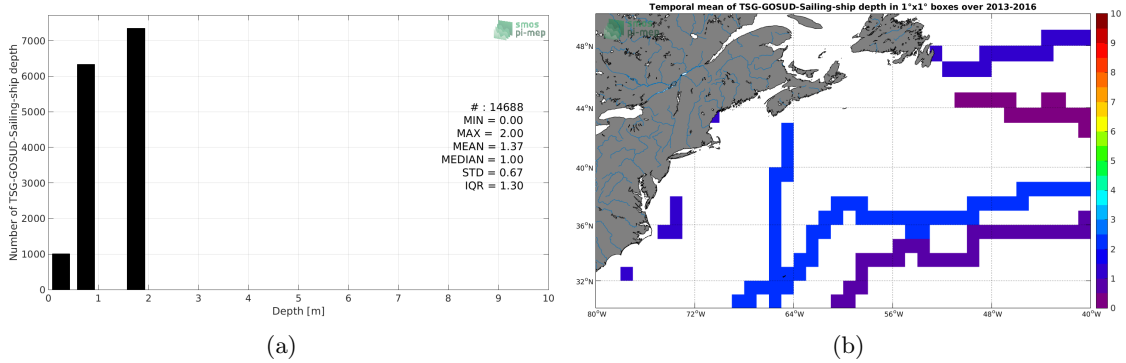 7000
6000
5000
4000
3000
2000
1000
0
Number of TSG-GOSUD-Sailing-ship depth
smos
pi-mep
# : 14688
MIN = 0.00
MAX = 2.00
MEAN = 1.37
MEDIAN = 1.00
STD = 0.67
IQR = 1.30
0 1 2 3 4 5 6 7 8 9 10
Depth [m]
(a)
Temporal mean of TSG-GOSUD-Sailing-ship depth in 1°x1° boxes over 2013-2016
smos
pi-mep
48°N
44°N
40°N
36°N
32°N
80°W 72°W 64°W 56°W 48°W 40°W
10
9
8
7
6
5
4
3
2
1
0
(b)